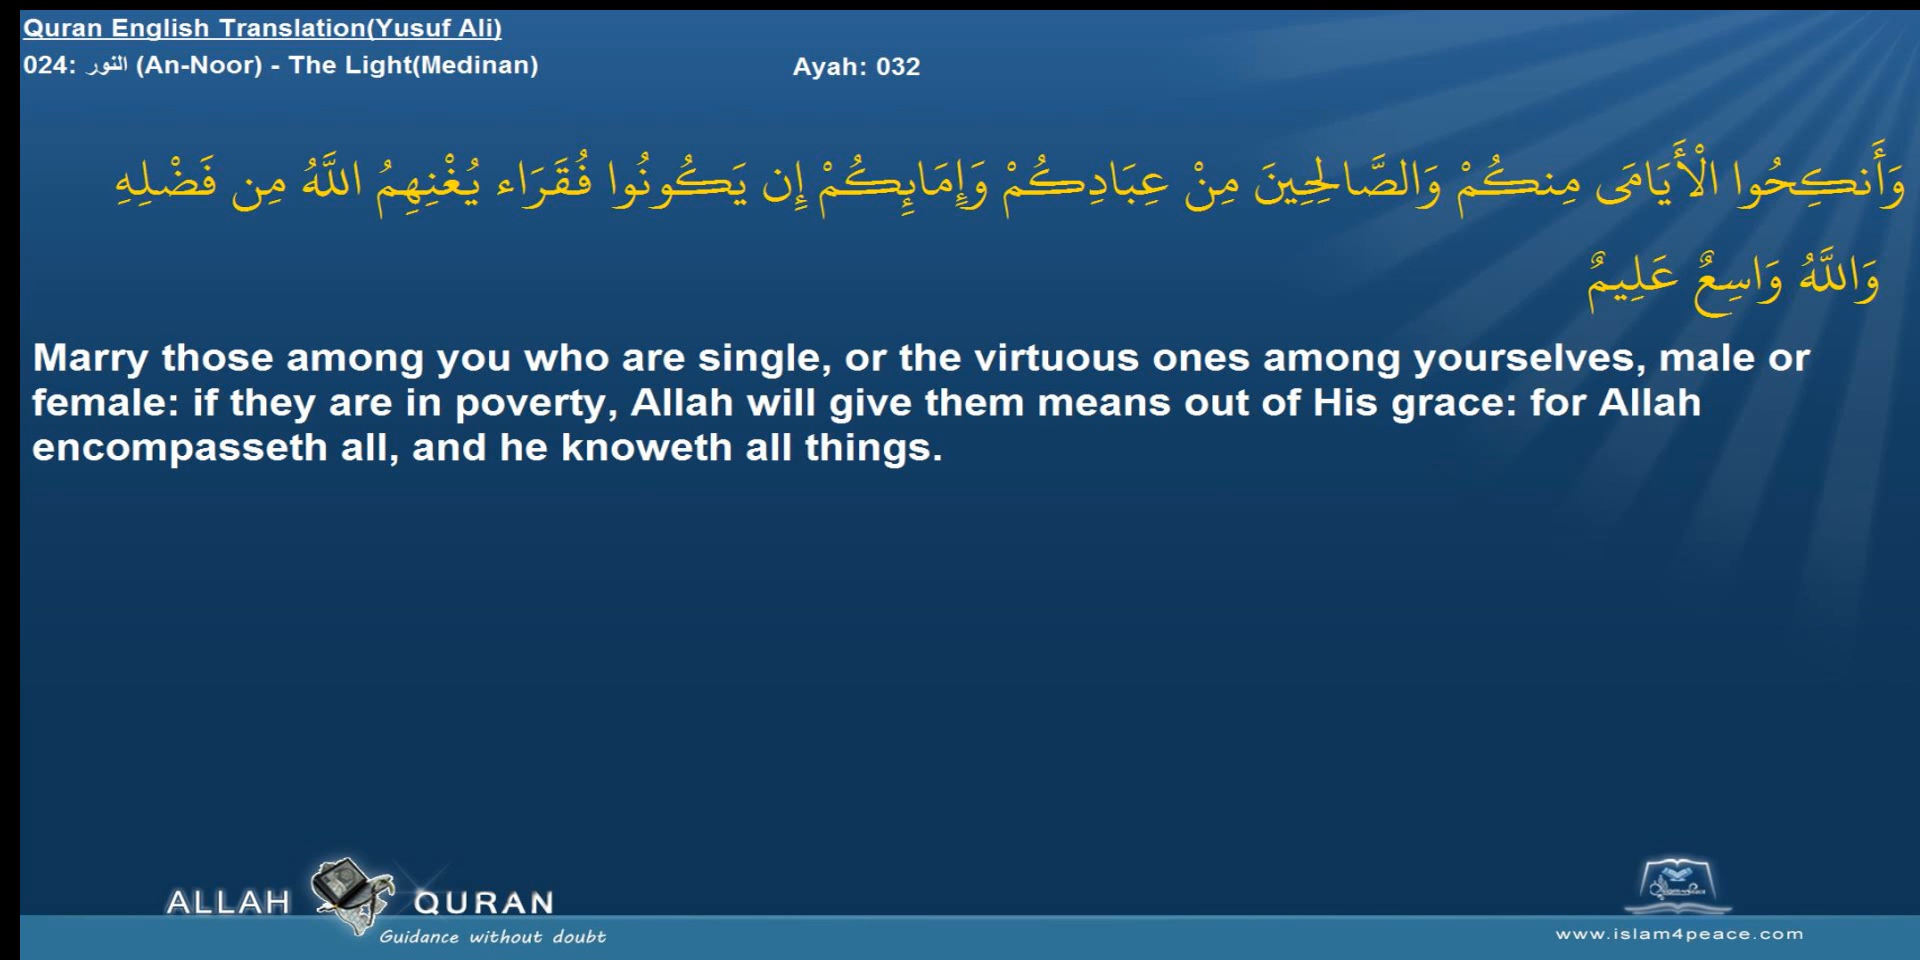 Quran English Translation(Yusuf Ali)
024: النور (An-Noor) - The Light(Medinan) Ayah: 032
وَأَنكِحُوا الْأَيَامَى مِنكُمْ وَالصَّالِحِينَ مِنْ عِبَادِكُمْ وَإِمَايِكُمْ إِن يَكُونُوا فُقَرَاء يُغْنِهِمُ اللَّهُ مِن فَضْلِهِ
وَاللَّهُ وَاسِعٌ عَلِيمٌ
Marry those among you who are single, or the virtuous ones among yourselves, male or
female: if they are in poverty, Allah will give them means out of His grace: for Allah
encompasseth all, and he knoweth all things.
ALLAH QURAN
Guidance without doubt
www.islam4peace.com